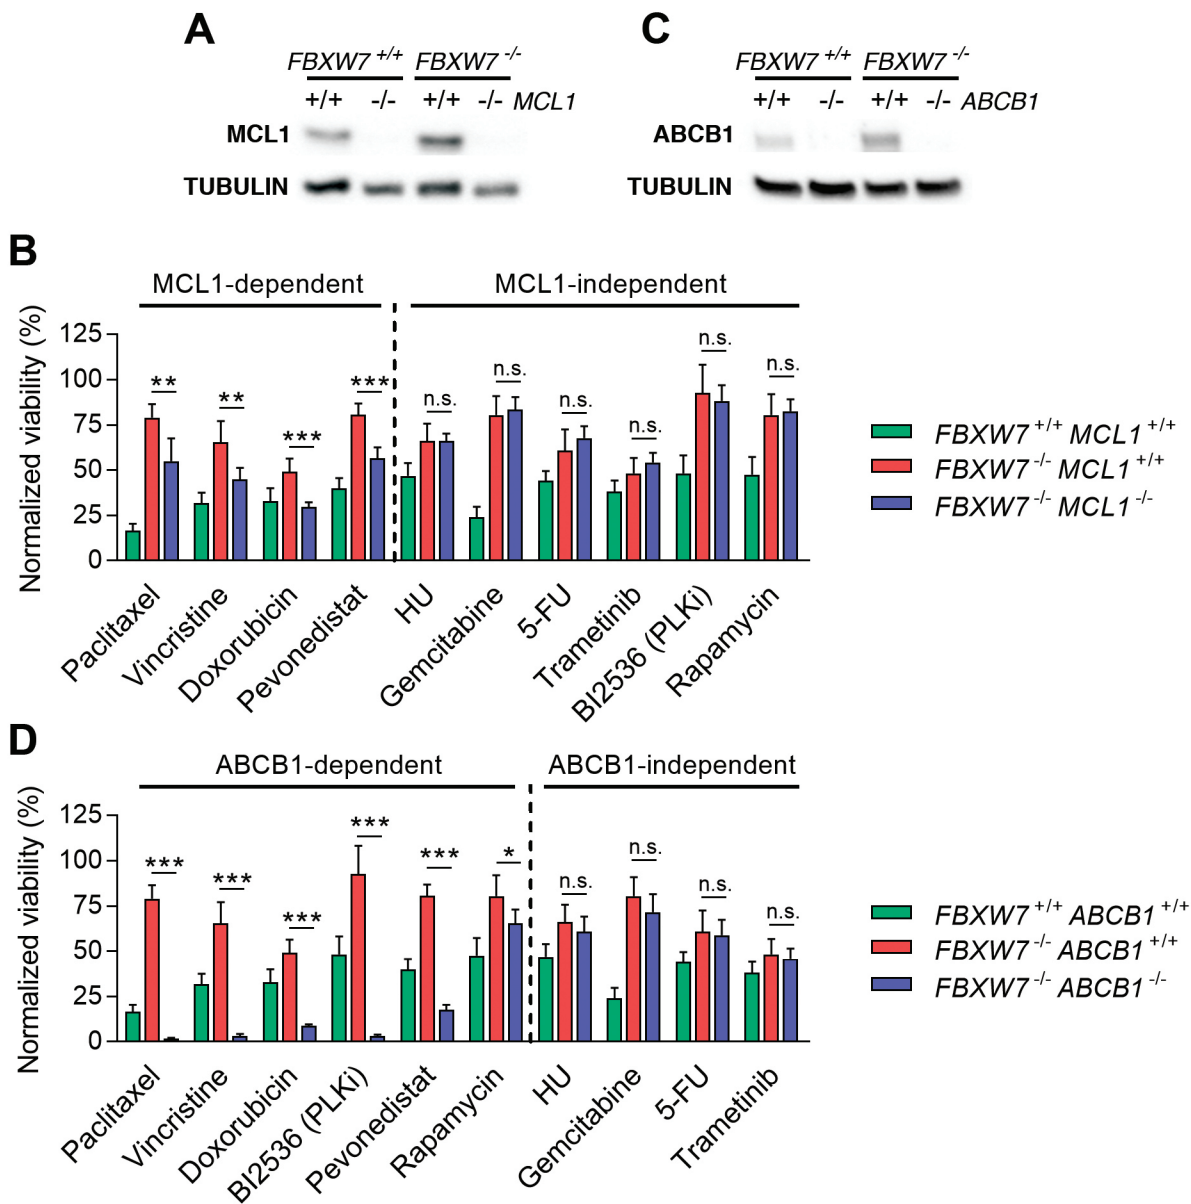 A
FBXW7 +/+ FBXW7 -/-
+/+ -/- +/+ -/- MCL1
MCL1
TUBULIN
C
FBXW7 +/+ FBXW7 -/-
+/+ -/- +/+ -/- ABCB1
ABCB1
TUBULIN
B
MCL1-dependent MCL1-independent
Normalized viability (%)
125
100
75
50
25
0
** ** *** *** n.s. n.s. n.s. n.s. n.s. n.s.
Paclitaxel
Vincristine
Doxorubicin
Pevonedistat
HU
Gemcitabine
5-FU
Trametinib
BI2536 (PLKi)
Rapamycin
FBXW7 +/+ MCL1 +/+
FBXW7 -/- MCL1 +/+
FBXW7 -/- MCL1 -/-
D
ABCB1-dependent ABCB1-independent
Normalized viability (%)
125
100
75
50
25
0
*** *** *** *** *** * n.s. n.s. n.s. n.s.
Paclitaxel
Vincristine
Doxorubicin
BI2536 (PLKi)
Pevonedistat
Rapamycin
HU
Gemcitabine
5-FU
Trametinib
FBXW7 +/+ ABCB1 +/+
FBXW7 -/- ABCB1 +/+
FBXW7 -/- ABCB1 -/-